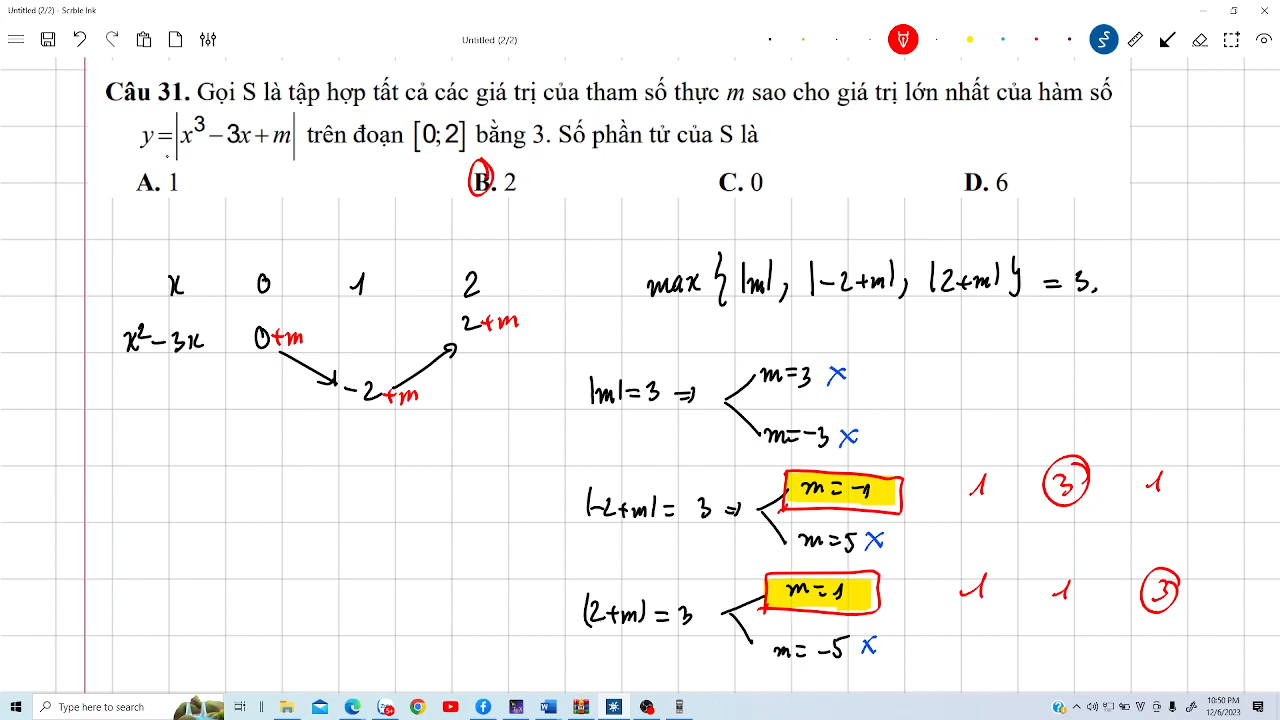 Untitled (2/2) - Scrble Ink
Untitled (2/2)
Câu 31. Gọi S là tập hợp tất cả các giá trị của tham số thực m sao cho giá trị lớn nhất của hàm số
y=|x³−3x+m| trên đoạn [0;2] bằng 3. Số phần tử của S là
A. 1 B. 2 C. 0 D. 6
x 0 1 2
x²−3x 0+m −2+m 2+m
max { |m|, |−2+m|, |2+m| } = 3.
|m| = 3 ⇒ m = 3 x
m = −3 x
|−2+m| = 3 ⇒ m = −1 1 3 1
m = 5 x
|2+m| = 3 m = 1 1 1 3
m = −5 x
Type here to search
10:50 PM
12/6/2023